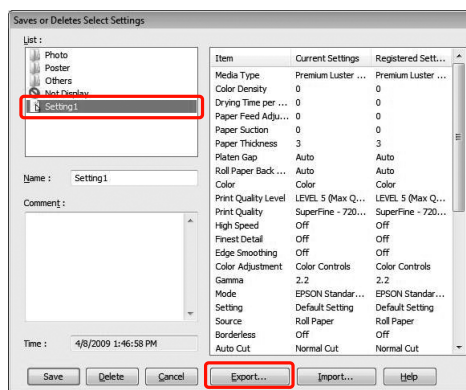 Saves or Deletes Select Settings
List :
Photo
Poster
Others
Not Display
Setting1
Name : Setting1
Comment :
Time : 4/8/2009 1:46:58 PM
Item Current Settings Registered Sett...
Media Type Premium Luster ... Premium Luster ...
Color Density 0 0
Drying Time per ... 0 0
Paper Feed Adju... 0 0
Paper Suction 0 0
Paper Thickness 3 3
Platen Gap Auto Auto
Roll Paper Back ... Auto Auto
Color Color Color
Print Quality Level LEVEL 5 (Max Q... LEVEL 5 (Max Q...
Print Quality SuperFine - 720... SuperFine - 720...
High Speed Off Off
Finest Detail Off Off
Edge Smoothing Off Off
Color Adjustment Color Controls Color Controls
Gamma 2.2 2.2
Mode EPSON Standar... EPSON Standar...
Setting Default Setting Default Setting
Source Roll Paper Roll Paper
Borderless Off Off
Auto Cut Normal Cut Normal Cut
Save Delete Cancel Export... Import... Help